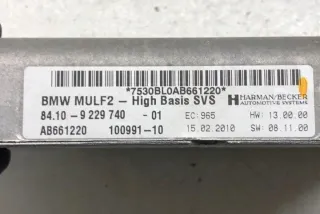 *7530BL0AB661220*
BMW MULF2 – High Basis SVS
HARMAN/BECKER
AUTOMOTIVE SYSTEMS
84.10 - 9 229 740 - 01 EC: 965 HW: 13.00.00
AB661220 100991-10 15.02.2010 SW: 08.11.00